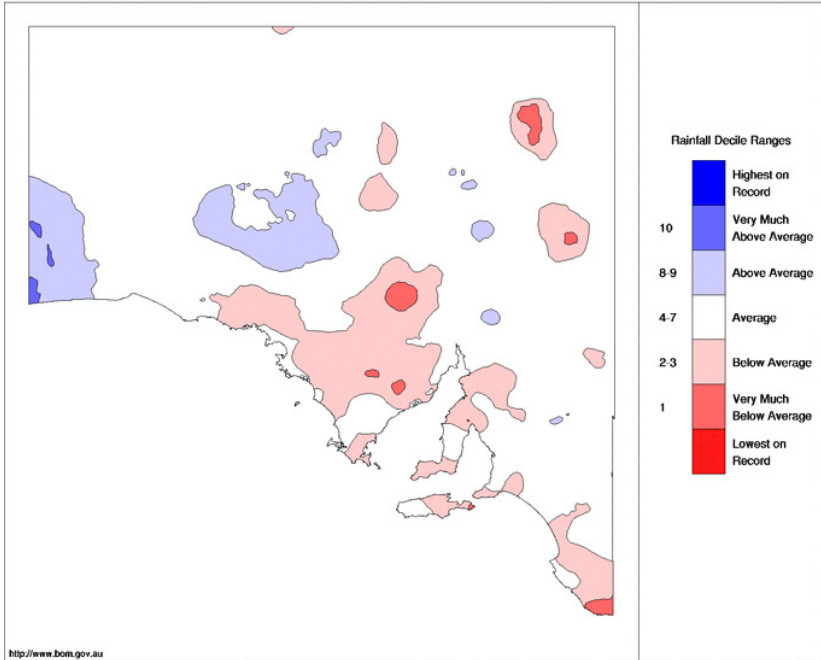 Rainfall Decile Ranges
Highest on
Record
10
Very Much
Above Average
8-9
Above Average
4-7
Average
2-3
Below Average
1
Very Much
Below Average
Lowest on
Record
http://www.bom.gov.au